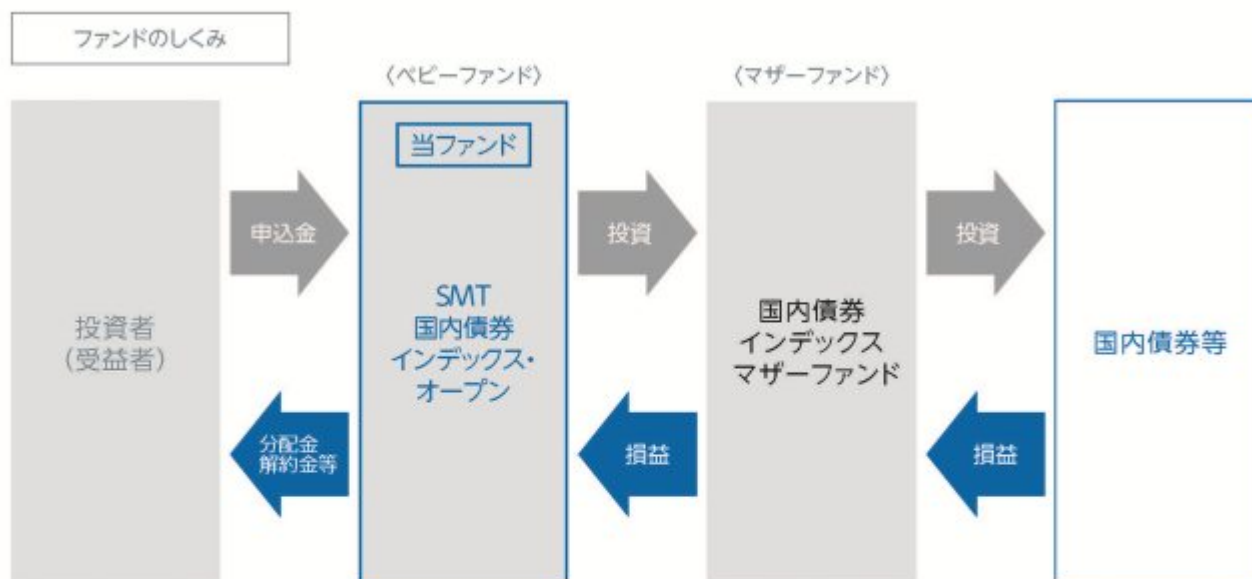 ファンドのしくみ
〈ベビーファンド〉
〈マザーファンド〉
投資者
(受益者)
申込金
分配金
解約金等
当ファンド
SMT
国内債券
インデックス・
オープン
投資
損益
国内債券
インデックス
マザーファンド
投資
損益
国内債券等